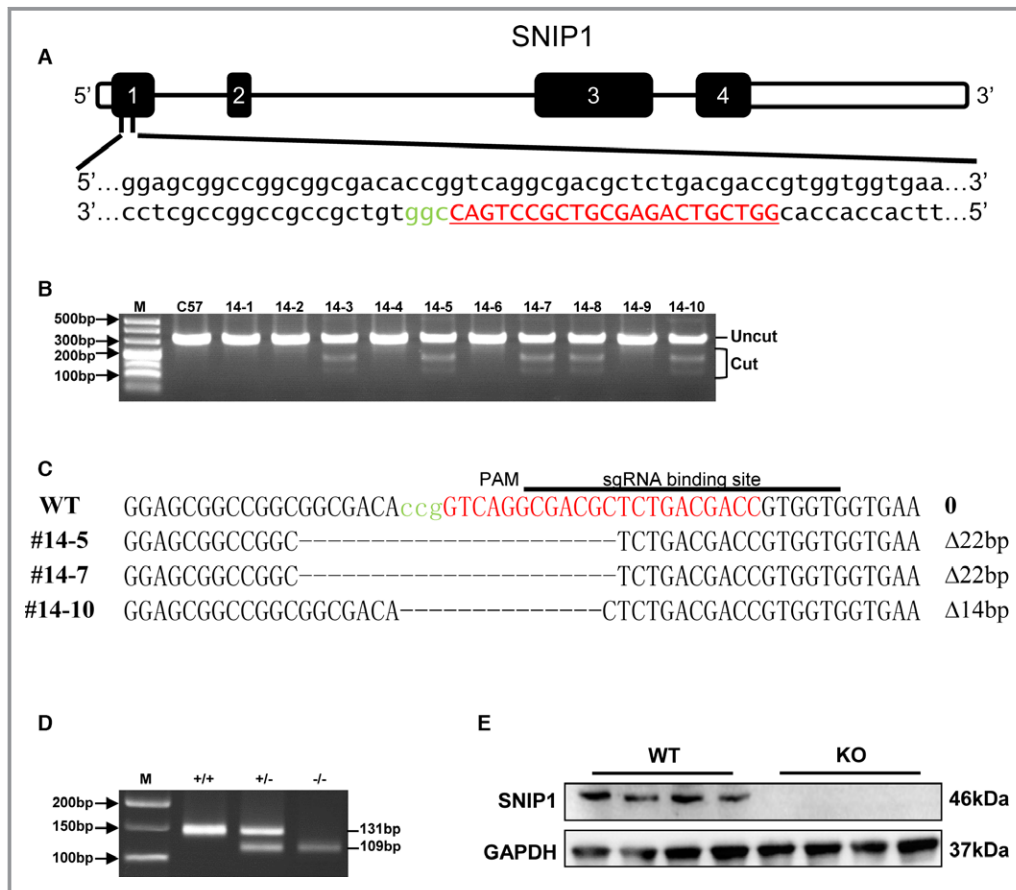 SNIP1
A
5’ 1 2 3 4 3’
5’…ggagcggccggcggcgacaccggtcaggcgacgctctgacgaccgtggtggtgaa…3’
3’…cctcgccggccgccgctgtggcCAGTCCGCTGCGAGACTGCTGGcaccaccactt…5’
B
M C57 14-1 14-2 14-3 14-4 14-5 14-6 14-7 14-8 14-9 14-10
500bp
300bp Uncut
200bp
Cut
100bp
C
PAM sgRNA binding site
WT GGAGCGGCCGGCGGCGACAccgGTCAGGCGACGCTCTGACGACCGTGGTGGTGAA 0
#14-5 GGAGCGGCCGGC----------------------TCTGACGACCGTGGTGGTGAA Δ22bp
#14-7 GGAGCGGCCGGC----------------------TCTGACGACCGTGGTGGTGAA Δ22bp
#14-10 GGAGCGGCCGGCGGCGACA--------------CTCTGACGACCGTGGTGGTGAA Δ14bp
D
M +/+ +/- -/-
200bp
150bp 131bp
109bp
100bp
E
WT KO
SNIP1 46kDa
GAPDH 37kDa